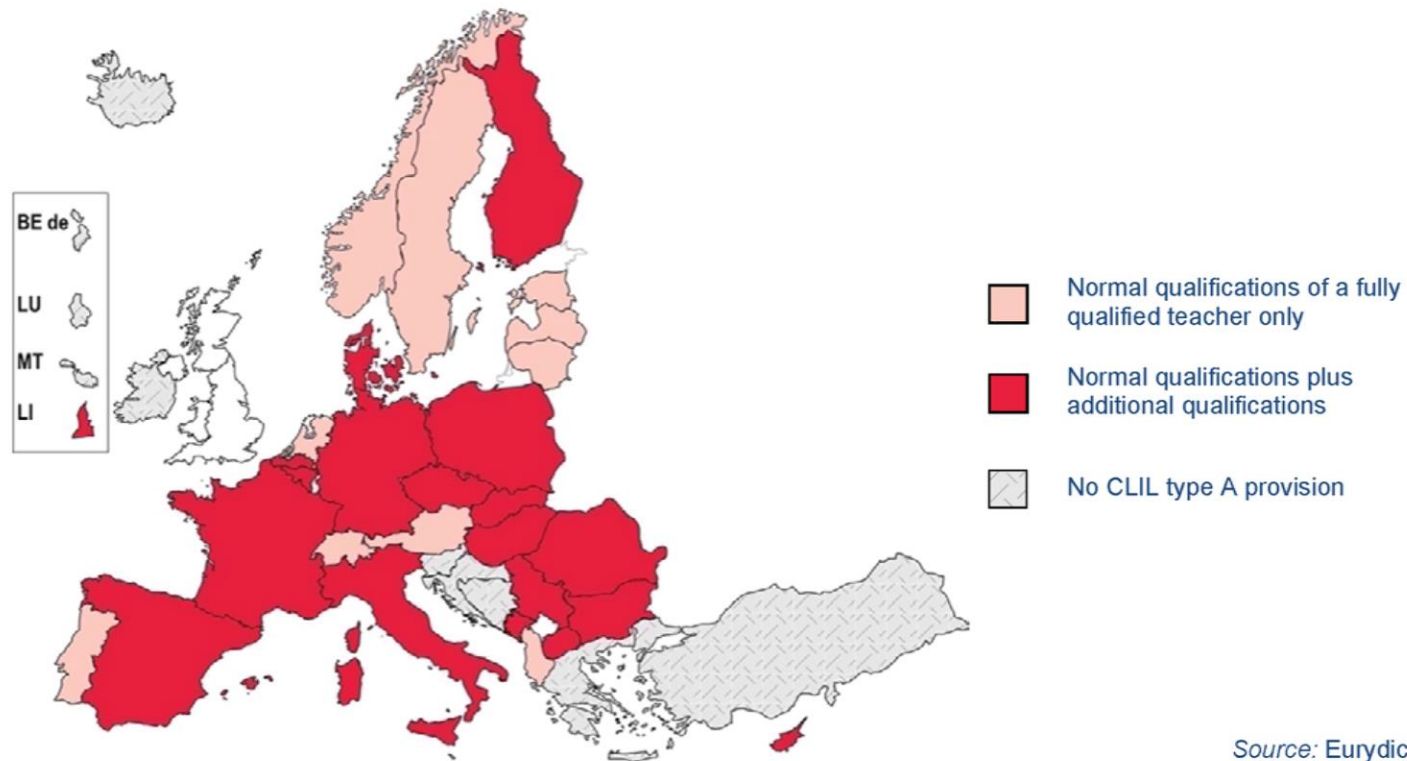 BE de
LU
MT
LI
Normal qualifications of a fully
qualified teacher only
Normal qualifications plus
additional qualifications
No CLIL type A provision
Source: Eurydic